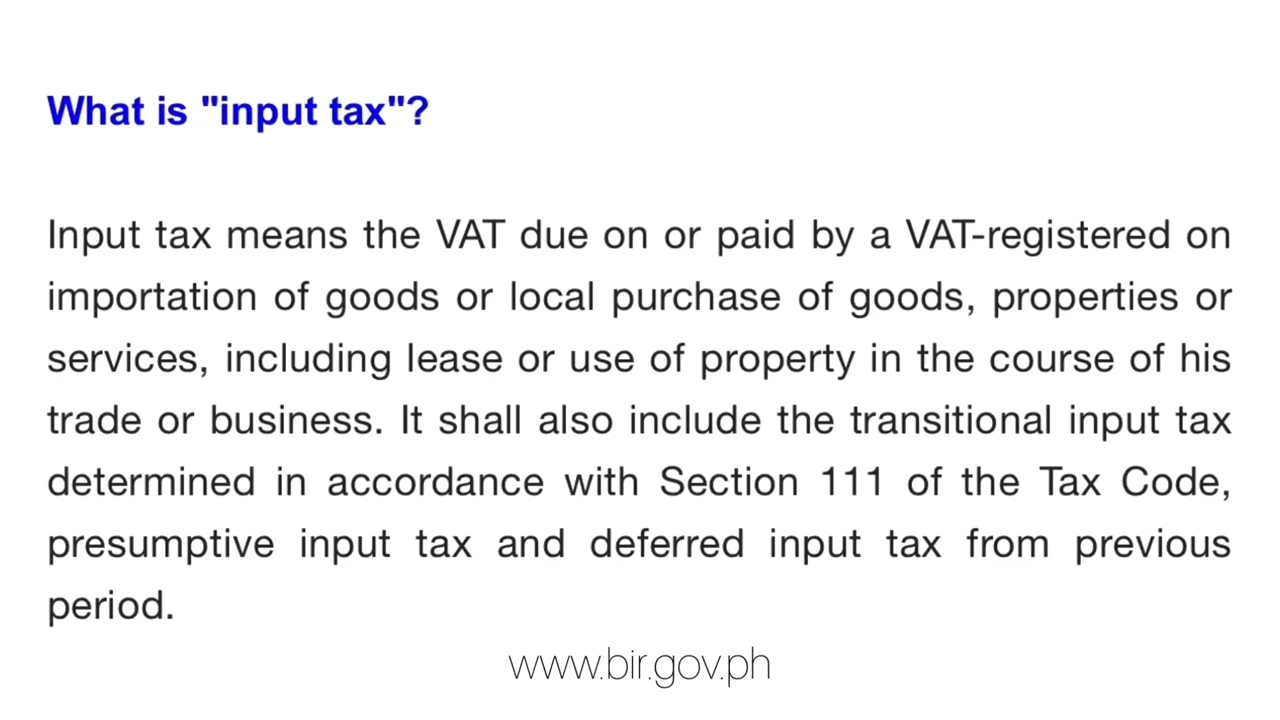 What is "input tax"?
Input tax means the VAT due on or paid by a VAT-registered on
importation of goods or local purchase of goods, properties or
services, including lease or use of property in the course of his
trade or business. It shall also include the transitional input tax
determined in accordance with Section 111 of the Tax Code,
presumptive input tax and deferred input tax from previous
period.
www.bir.gov.ph